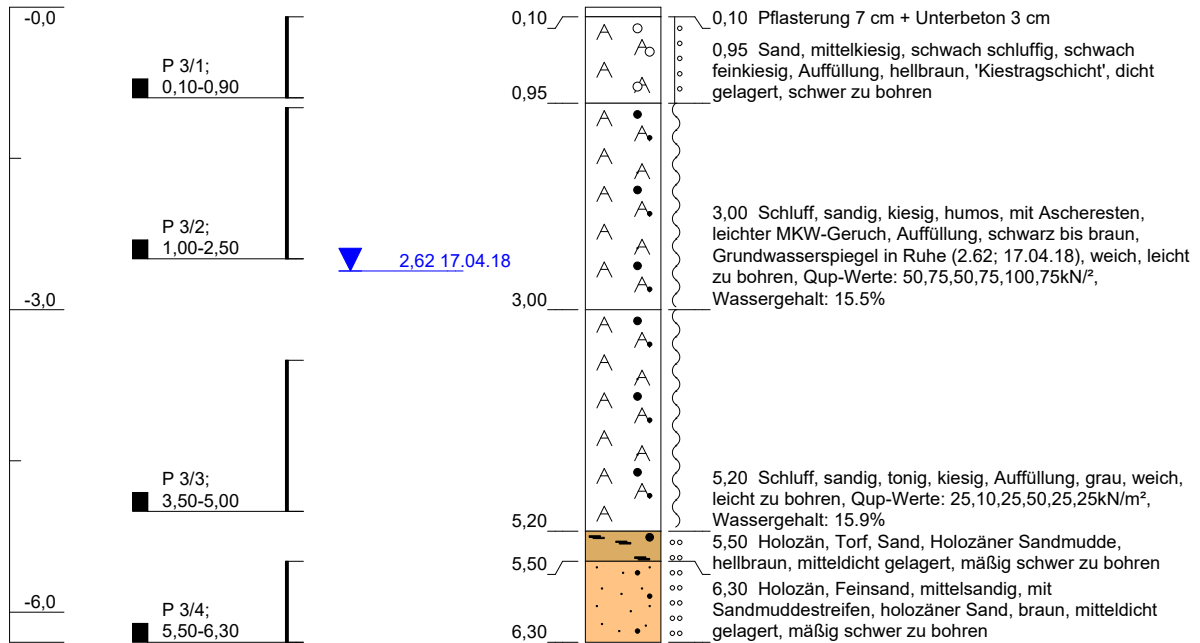 -0,0
-3,0
-6,0
P 3/1;
0,10-0,90
P 3/2;
1,00-2,50
P 3/3;
3,50-5,00
P 3/4;
5,50-6,30
2,62 17.04.18
0,10
0,95
3,00
5,20
5,50
6,30
0,10 Pflasterung 7 cm + Unterbeton 3 cm
0,95 Sand, mittelkiesig, schwach schluffig, schwach
feinkiesig, Auffüllung, hellbraun, 'Kiestragschicht', dicht
gelagert, schwer zu bohren
3,00 Schluff, sandig, kiesig, humos, mit Ascheresten,
leichter MKW-Geruch, Auffüllung, schwarz bis braun,
Grundwasserspiegel in Ruhe (2.62; 17.04.18), weich, leicht
zu bohren, Qup-Werte: 50,75,50,75,100,75kN/²,
Wassergehalt: 15.5%
5,20 Schluff, sandig, tonig, kiesig, Auffüllung, grau, weich,
leicht zu bohren, Qup-Werte: 25,10,25,50,25,25kN/m²,
Wassergehalt: 15.9%
5,50 Holozän, Torf, Sand, Holozäner Sandmudde,
hellbraun, mitteldicht gelagert, mäßig schwer zu bohren
6,30 Holozän, Feinsand, mittelsandig, mit
Sandmuddestreifen, holozäner Sand, braun, mitteldicht
gelagert, mäßig schwer zu bohren